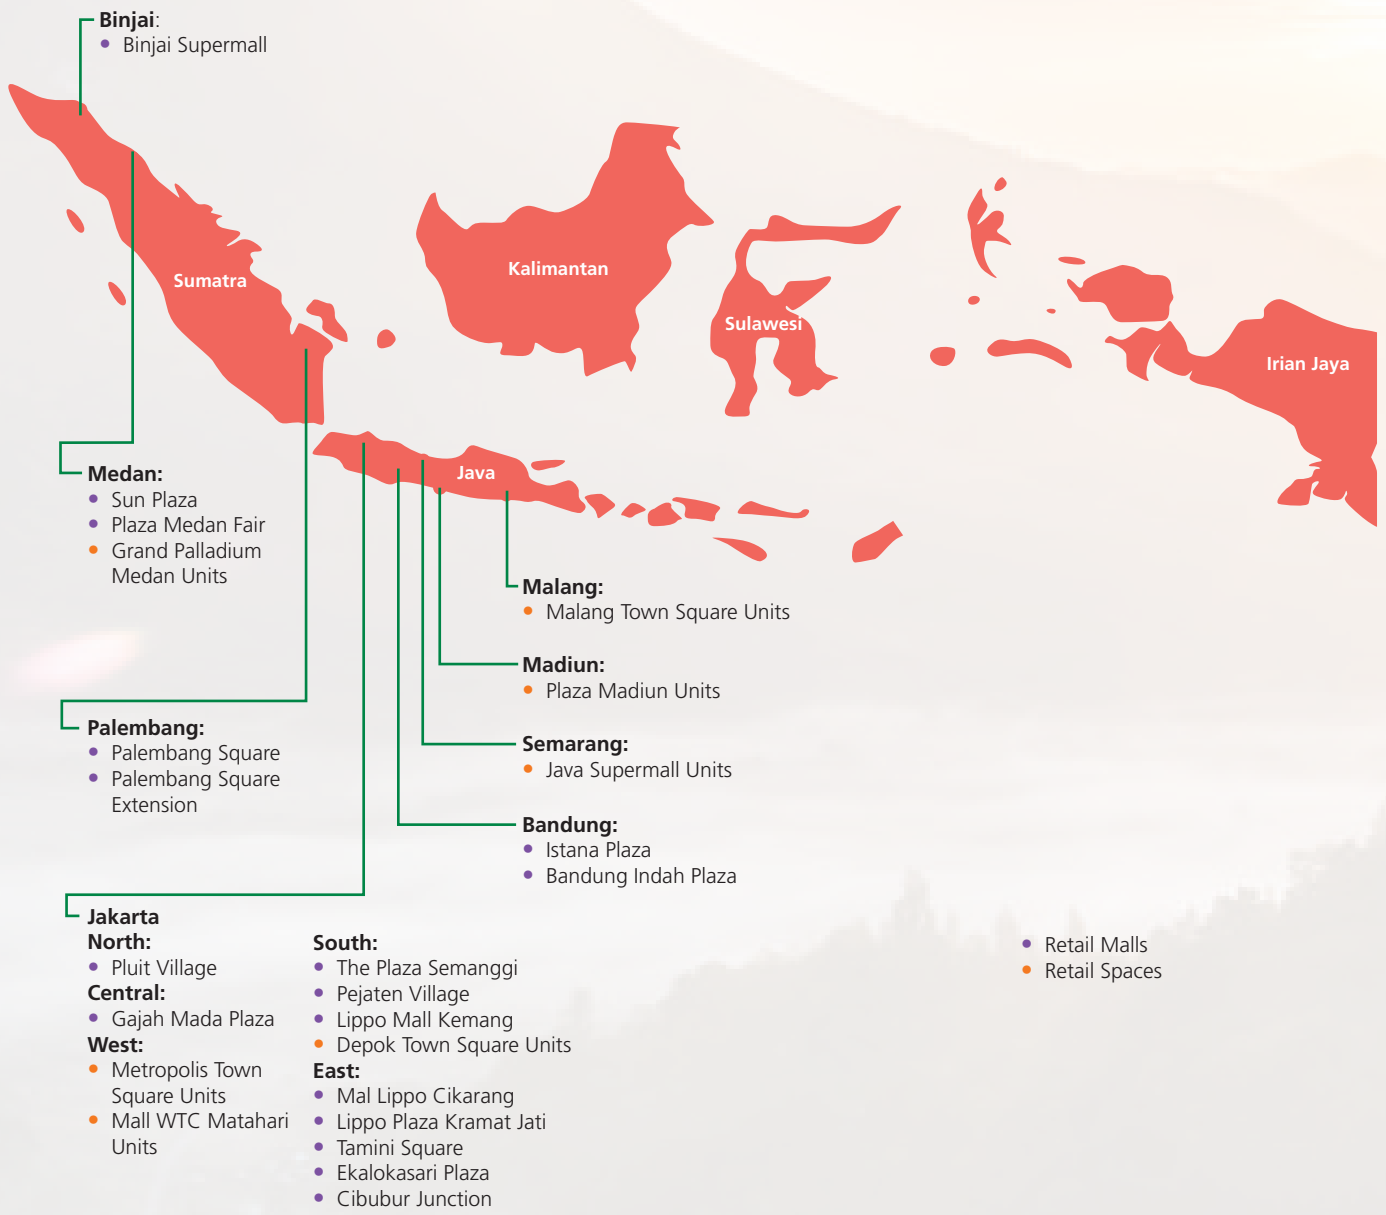 Binjai:
• Binjai Supermall
Sumatra
Kalimantan
Sulawesi
Irian Jaya
Java
Medan:
• Sun Plaza
• Plaza Medan Fair
• Grand Palladium
Medan Units
Malang:
• Malang Town Square Units
Madiun:
• Plaza Madiun Units
Palembang:
• Palembang Square
• Palembang Square
Extension
Semarang:
• Java Supermall Units
Bandung:
• Istana Plaza
• Bandung Indah Plaza
Jakarta
North:
• Pluit Village
Central:
• Gajah Mada Plaza
West:
• Metropolis Town
Square Units
• Mall WTC Matahari
Units
South:
• The Plaza Semanggi
• Pejaten Village
• Lippo Mall Kemang
• Depok Town Square Units
East:
• Mal Lippo Cikarang
• Lippo Plaza Kramat Jati
• Tamini Square
• Ekalokasari Plaza
• Cibubur Junction
• Retail Malls
• Retail Spaces